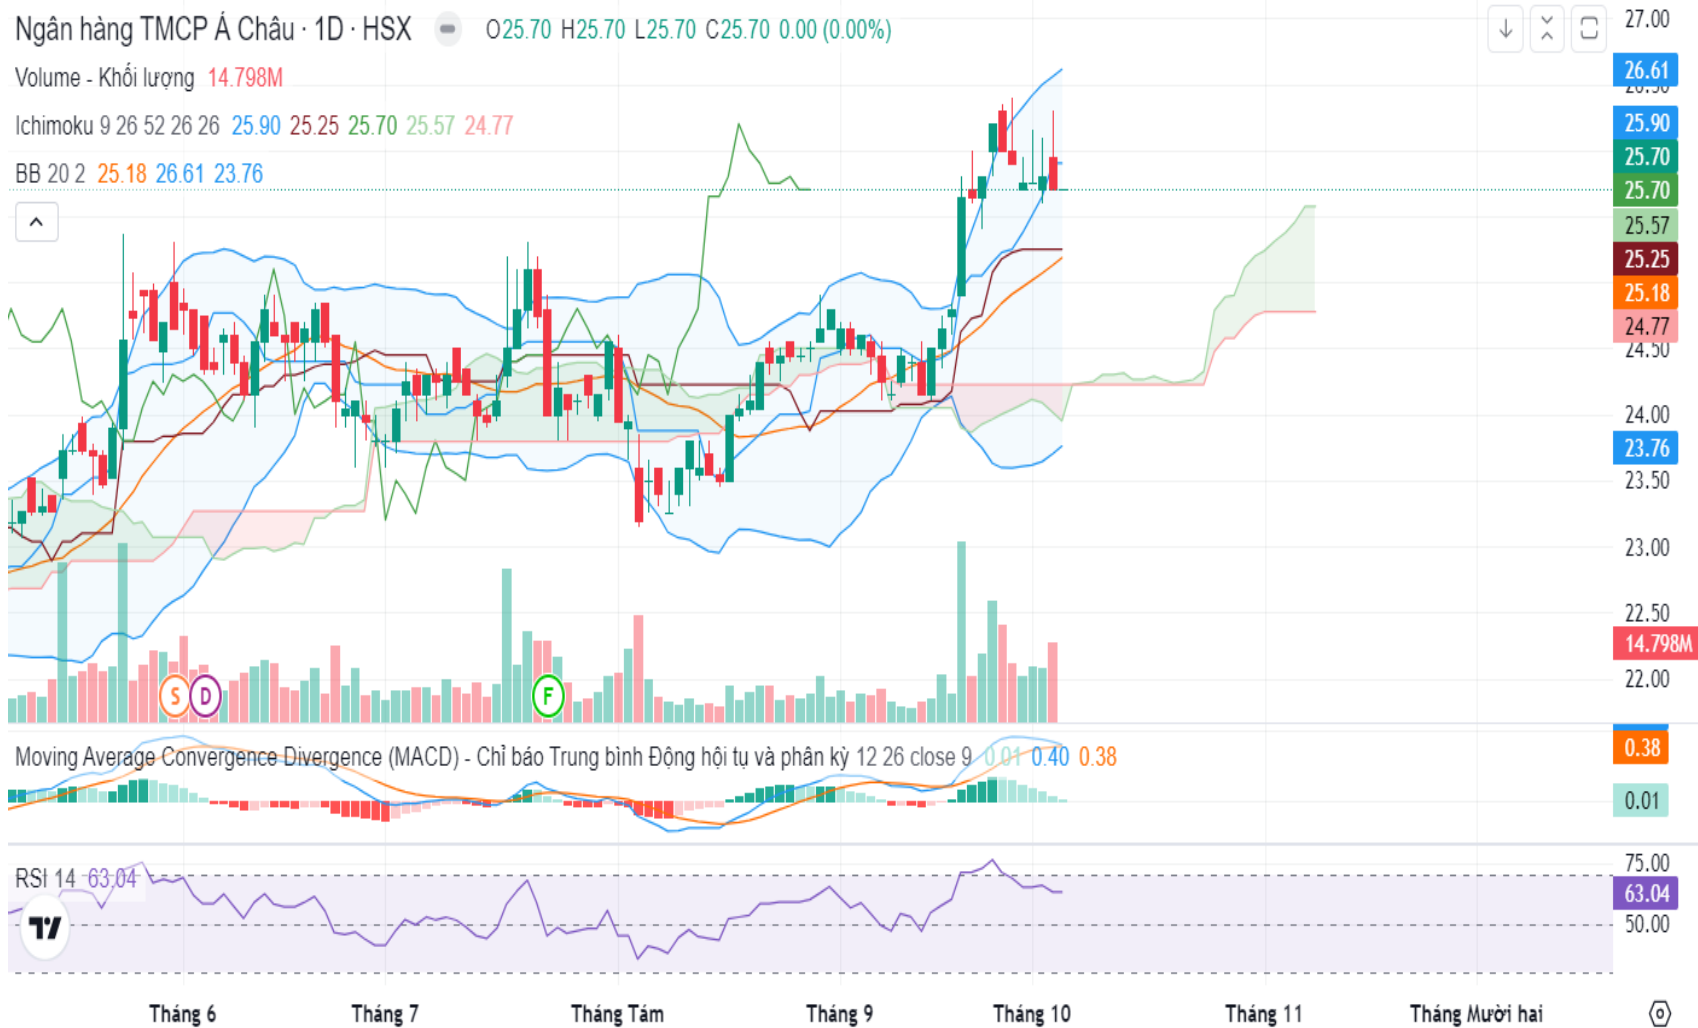 Ngân hàng TMCP Á Châu · 1D · HSX O25.70 H25.70 L25.70 C25.70 0.00 (0.00%)
Volume - Khối lượng 14.798M
Ichimoku 9 26 52 26 26 25.90 25.25 25.70 25.57 24.77
BB 20 2 25.18 26.61 23.76
27.00
26.61
26.50
25.90
25.70
25.70
25.57
25.25
25.18
24.77
24.50
24.00
23.76
23.50
23.00
22.50
14.798M
22.00
S D F
Moving Average Convergence Divergence (MACD) - Chỉ báo Trung bình Động hội tụ và phân kỳ 12 26 close 9 0.01 0.40 0.38
0.38
0.01
RSI 14 63.04
75.00
63.04
50.00
Tháng 6 Tháng 7 Tháng Tám Tháng 9 Tháng 10 Tháng 11 Tháng Mười hai